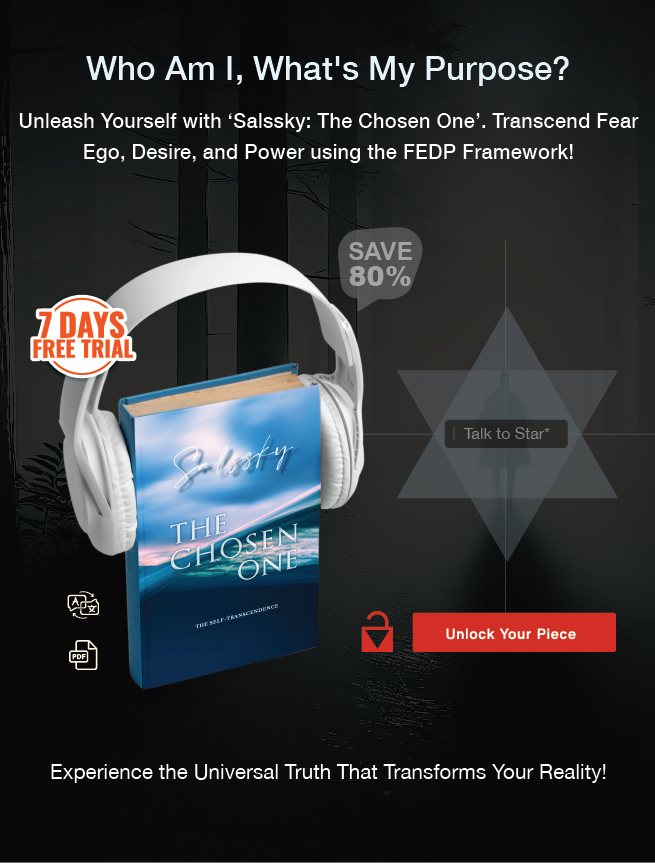 Who Am I, What's My Purpose?
Unleash Yourself with ‘Salssky: The Chosen One’. Transcend Fear
Ego, Desire, and Power using the FEDP Framework!
SAVE
80%
7 DAYS
FREE TRIAL
Talk to Star*
Salssky
THE
CHOSEN
ONE
THE SELF-TRANSCENDENCE
A 文
PDF
Unlock Your Piece
Experience the Universal Truth That Transforms Your Reality!